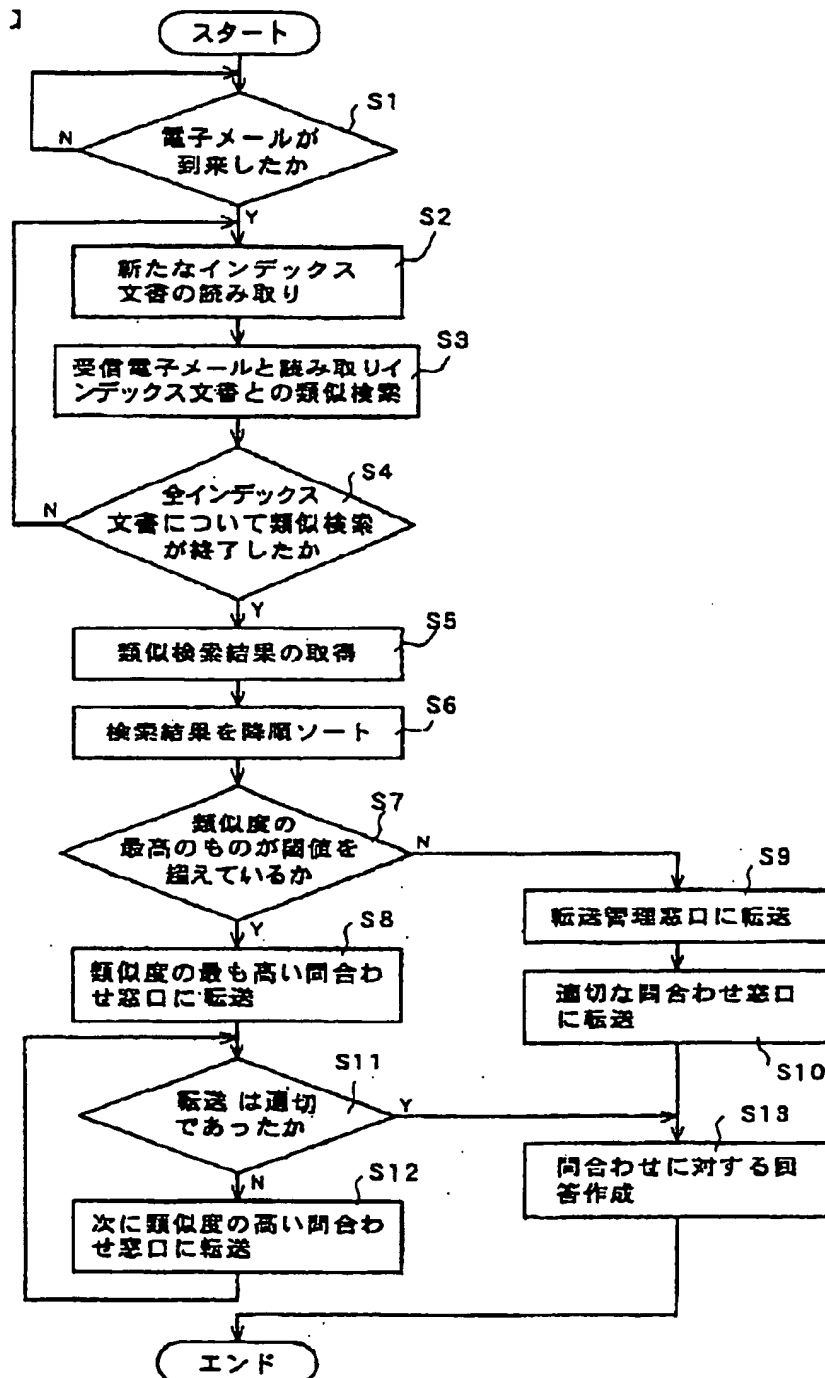 】
スタート
S1
電子メールが
到来したか
N
Y
S2
新たなインデックス
文書の読み取り
S3
受信電子メールと読み取りイ
ンデックス文書との類似検索
S4
全インデックス
文書について類似検索
が終了したか
N
Y
S5
類似検索結果の取得
S6
検索結果を降順ソート
S7
類似度の
最高のものが閾値を
超えているか
N
Y
S8
類似度の最も高い問合わ
せ窓口に転送
S9
転送管理窓口に転送
適切な問合わせ窓口
に転送
S10
S11
転送は適切
であったか
Y
N
S12
次に類似度の高い問合わ
せ窓口に転送
S13
問合わせに対する回
答作成
エンド